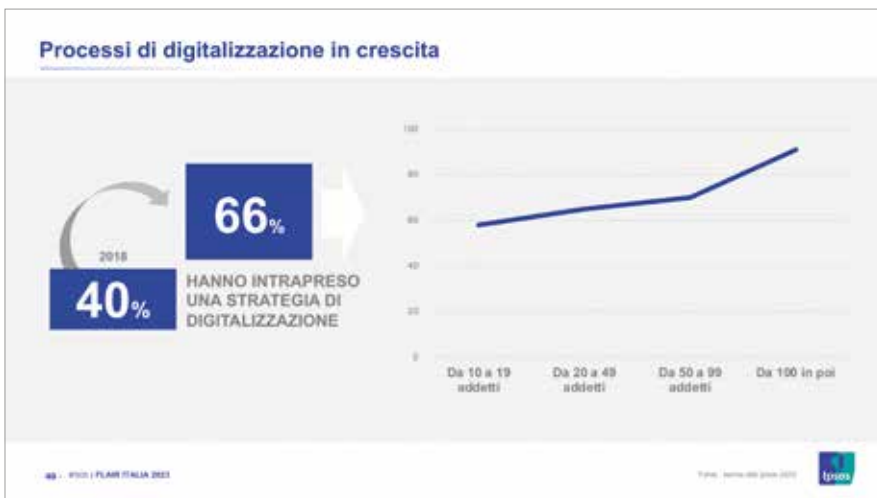 Processi di digitalizzazione in crescita
100
80
60
40
20
0
66%
2018
40%
HANNO INTRAPRESO
UNA STRATEGIA DI
DIGITALIZZAZIONE
Da 10 a 19
addetti
Da 20 a 49
addetti
Da 50 a 99
addetti
Da 100 in poi
IPSOS | FLAIR ITALIA 2023
Ipsos